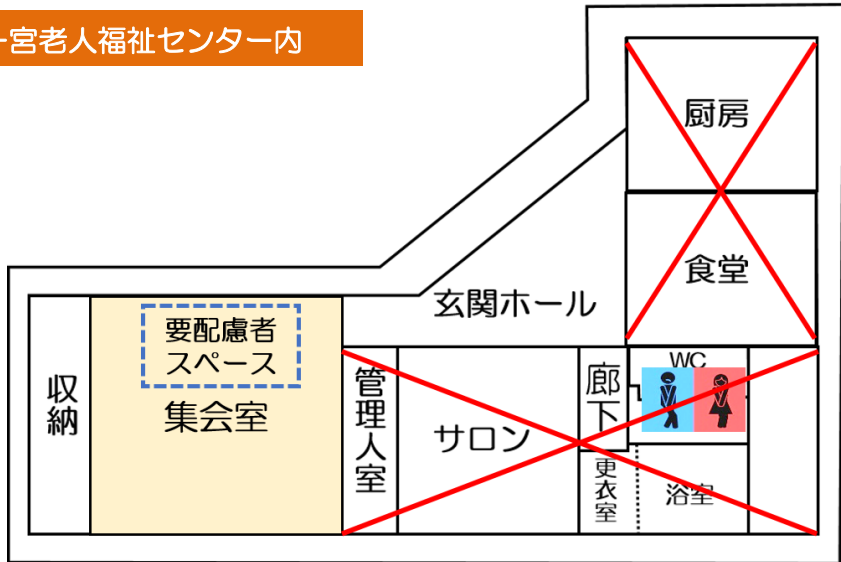 一宮老人福祉センター内
厨房
食堂
玄関ホール
要配慮者
スペース
集会室
収納
管理人室
サロン
廊下
WC
更衣室
浴室